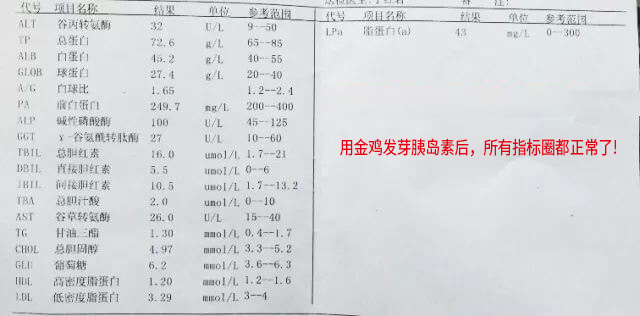 代号 项目名称 结果 单位 参考范围
ALT 谷丙转氨酶 32 U/L 9--50
TP 总蛋白 72.6 g/L 65--85
ALB 白蛋白 45.2 g/L 40--55
GLOB 球蛋白 27.4 g/L 20--40
A/G 白球比 1.65 1.2--2.4
PA 前白蛋白 249.7 mg/L 200--400
ALP 碱性磷酸酶 100 U/L 45--125
GGT γ-谷氨酰转肽酶 27 U/L 10--60
TBIL 总胆红素 16.0 umol/L 1.7--21
DBIL 直接胆红素 5.5 umol/L 0--6
IBIL 间接胆红素 10.5 umol/L 1.7--13.2
TBA 总胆汁酸 2.0 umol/L 0--10
AST 谷草转氨酶 26.0 U/L 15--40
TG 甘油三酯 1.30 mmol/L 0.4--1.7
CHOL 总胆固醇 4.97 mmol/L 3.3--5.2
GLU 葡萄糖 6.2 mmol/L 3.6--6.3
HDL 高密度脂蛋白 1.20 mmol/L 1.2--1.6
LDL 低密度脂蛋白 3.29 mmol/L 3--4
代号 项目名称 结果 单位 参考范围
LPa 脂蛋白(a) 43 mg/L 0--300
用金鸡发芽胰岛素后，所有指标圈都正常了!